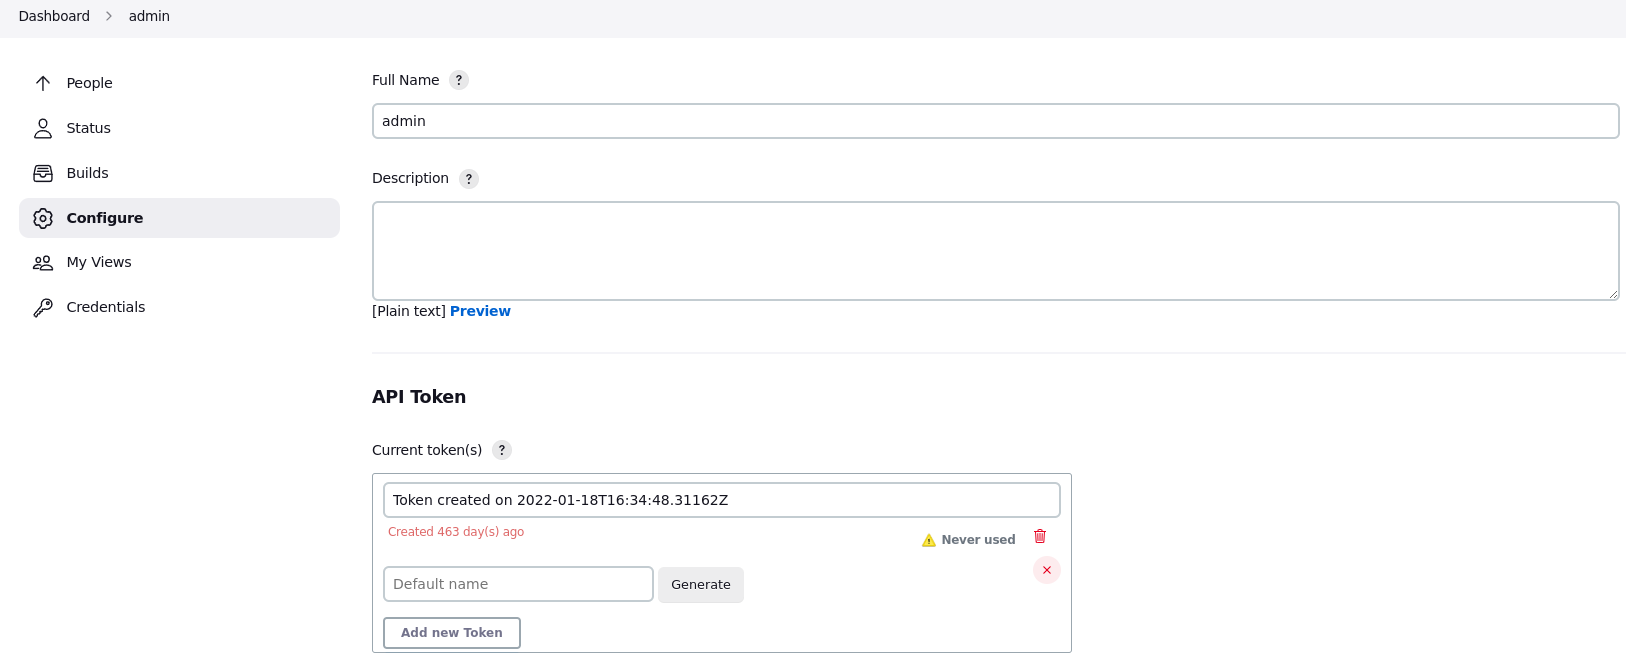 Dashboard > admin
People
Status
Builds
Configure
My Views
Credentials
Full Name ?
admin
Description ?
[Plain text] Preview
API Token
Current token(s) ?
Token created on 2022-01-18T16:34:48.31162Z
Created 463 day(s) ago
Never used
Default name
Generate
Add new Token